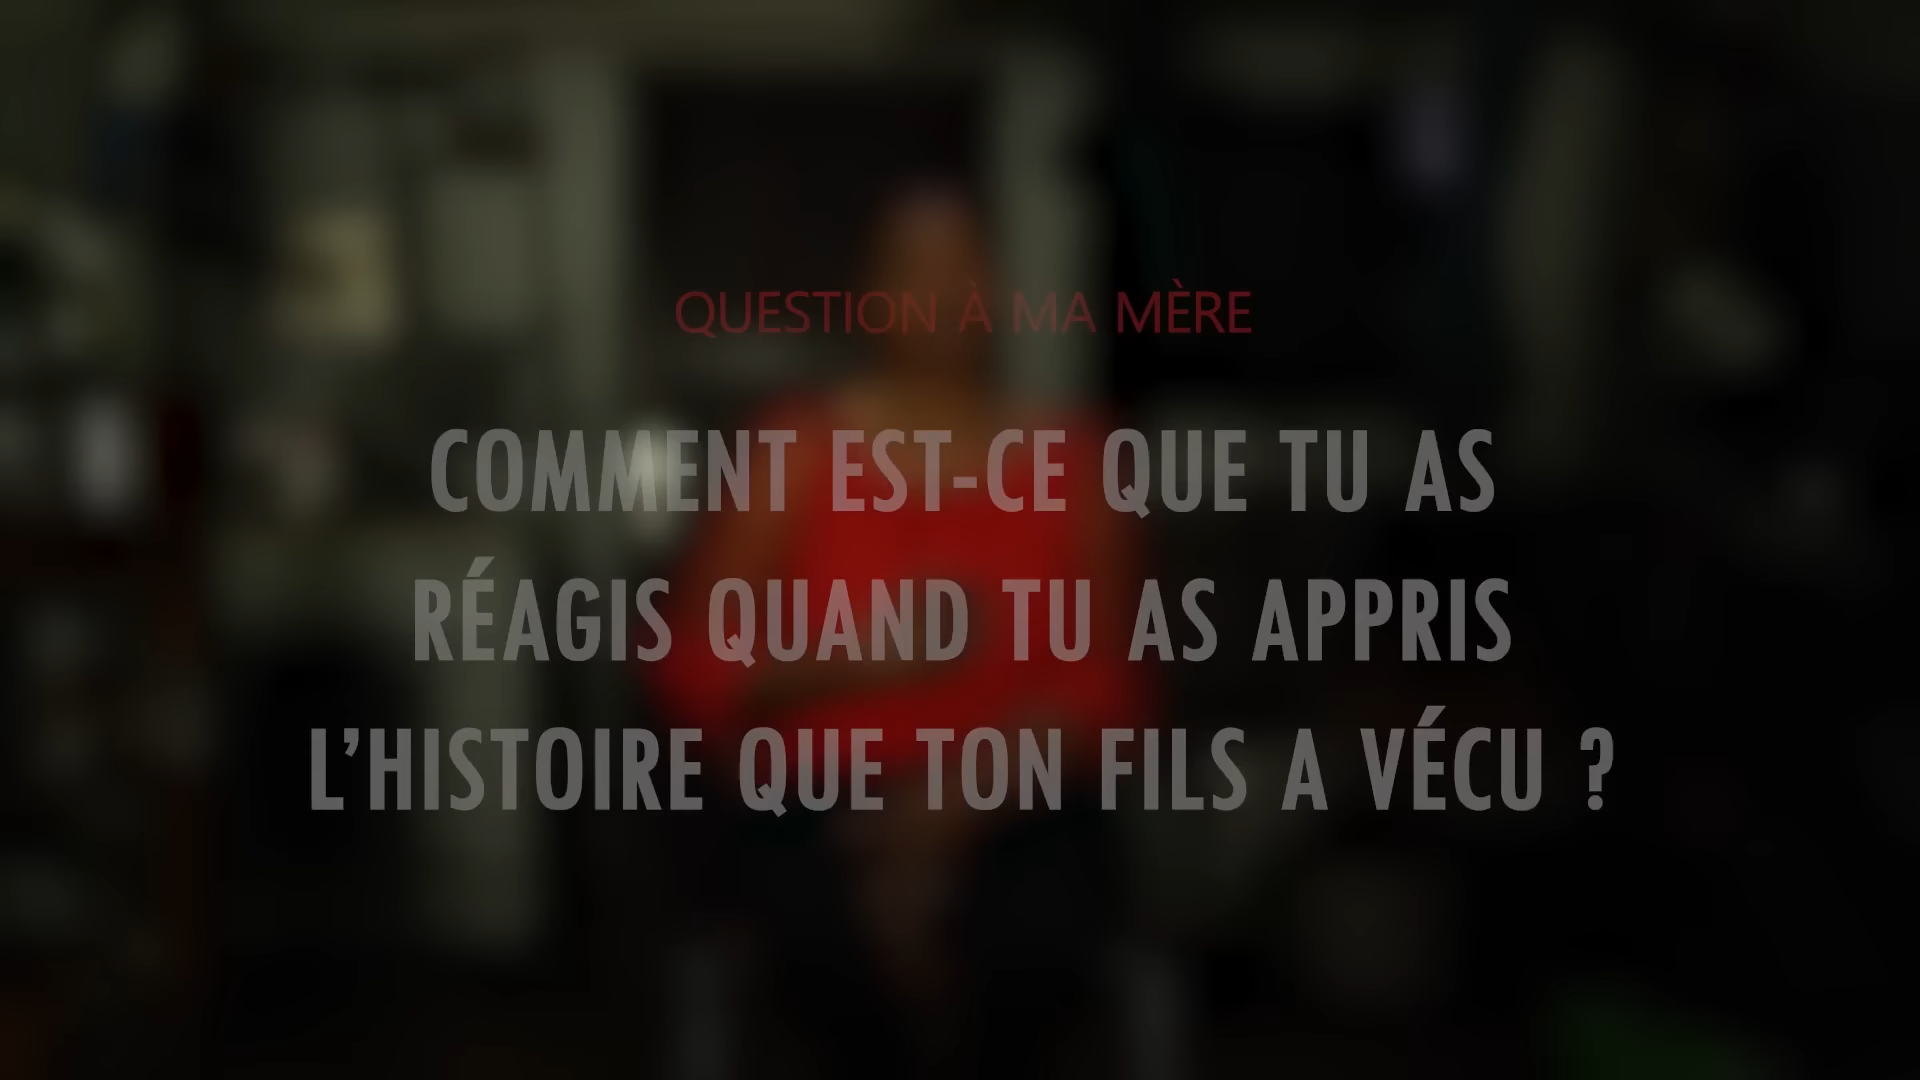 QUESTION À MA MÈRE
COMMENT EST-CE QUE TU AS
RÉAGIS QUAND TU AS APPRIS
L’HISTOIRE QUE TON FILS A VÉCU ?